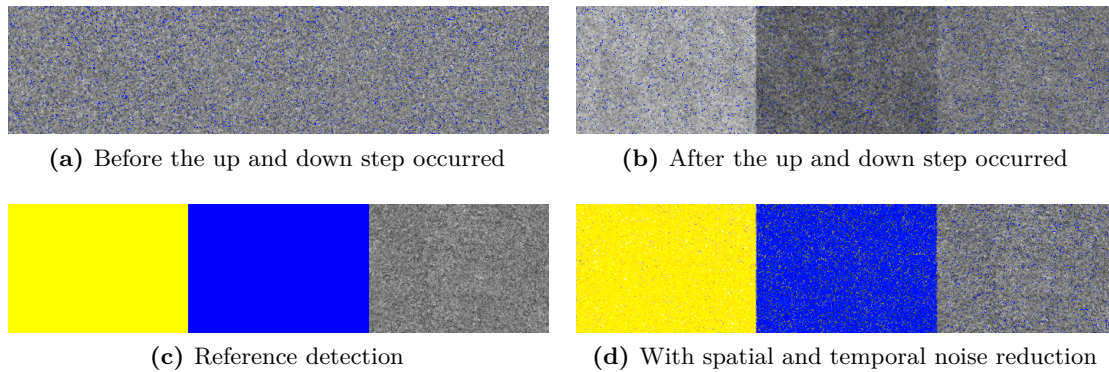 (a) Before the up and down step occurred
(b) After the up and down step occurred
(c) Reference detection
(d) With spatial and temporal noise reduction